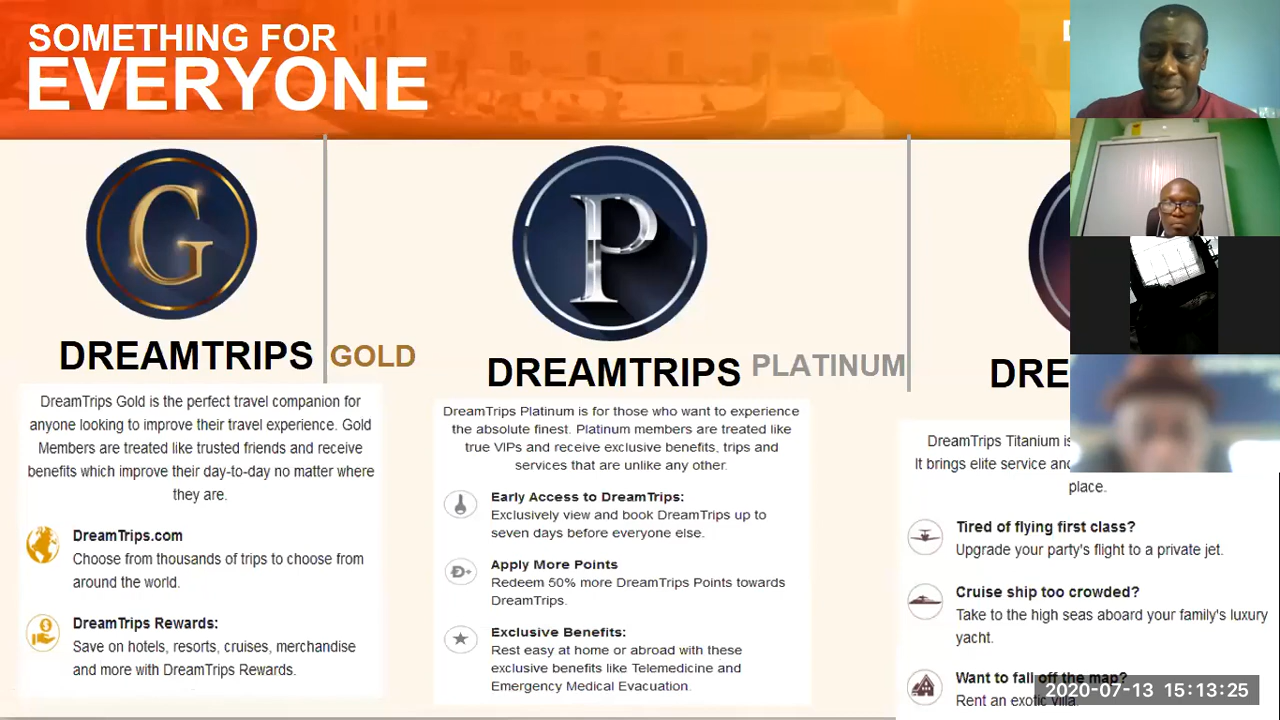 SOMETHING FOR
EVERYONE
G
DREAMTRIPS GOLD
DreamTrips Gold is the perfect travel companion for
anyone looking to improve their travel experience. Gold
Members are treated like trusted friends and receive
benefits which improve their day-to-day no matter where
they are.
DreamTrips.com
Choose from thousands of trips to choose from
around the world.
DreamTrips Rewards:
Save on hotels, resorts, cruises, merchandise
and more with DreamTrips Rewards.
P
DREAMTRIPS PLATINUM
DreamTrips Platinum is for those who want to experience
the absolute finest. Platinum members are treated like
true VIPs and receive exclusive benefits, trips and
services that are unlike any other.
Early Access to DreamTrips:
Exclusively view and book DreamTrips up to
seven days before everyone else.
Apply More Points
Redeem 50% more DreamTrips Points towards
DreamTrips.
Exclusive Benefits:
Rest easy at home or abroad with these
exclusive benefits like Telemedicine and
Emergency Medical Evacuation.
DRE
DreamTrips Titanium is
It brings elite service and
place.
Tired of flying first class?
Upgrade your party's flight to a private jet.
Cruise ship too crowded?
Take to the high seas aboard your family's luxury
yacht.
Want to fall off the map?
Rent an exotic villa.
2020-07-13 15:13:25